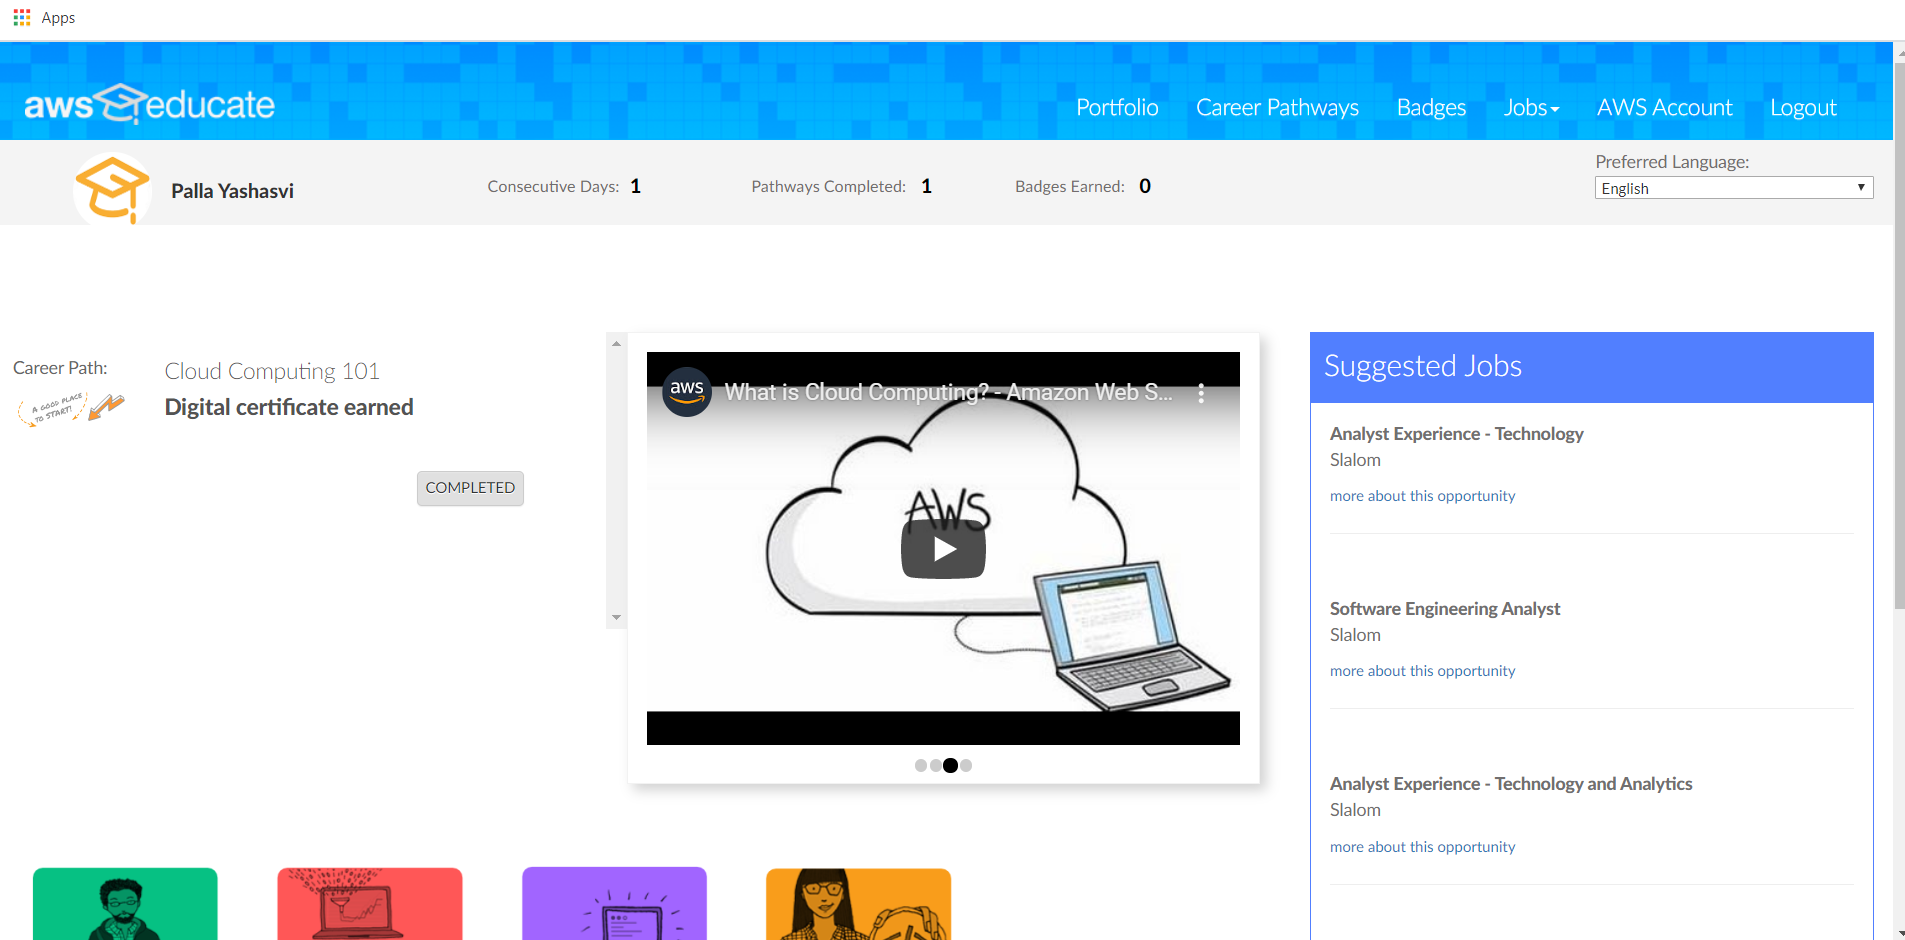 Apps
aws educate
Portfolio Career Pathways Badges Jobs AWS Account Logout
Palla Yashasvi
Consecutive Days: 1
Pathways Completed: 1
Badges Earned: 0
Preferred Language:
English
Career Path:
A GOOD PLACE
TO START!
Cloud Computing 101
Digital certificate earned
COMPLETED
aws
What is Cloud Computing? - Amazon Web S...
AWS
Suggested Jobs
Analyst Experience - Technology
Slalom
more about this opportunity
Software Engineering Analyst
Slalom
more about this opportunity
Analyst Experience - Technology and Analytics
Slalom
more about this opportunity